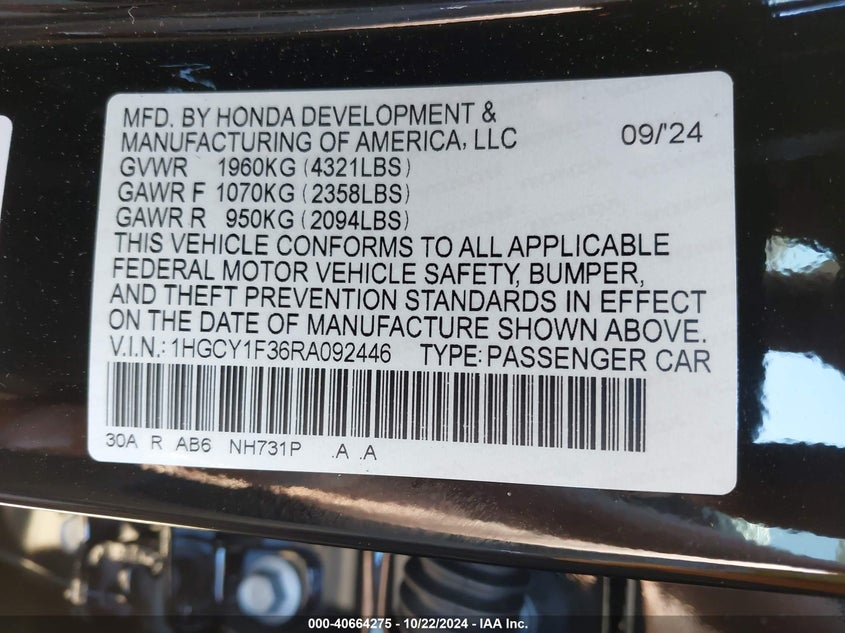 MFD. BY HONDA DEVELOPMENT &
MANUFACTURING OF AMERICA, LLC 09/'24
GVWR 1960KG (4321LBS)
GAWR F 1070KG (2358LBS)
GAWR R 950KG (2094LBS)
THIS VEHICLE CONFORMS TO ALL APPLICABLE
FEDERAL MOTOR VEHICLE SAFETY, BUMPER,
AND THEFT PREVENTION STANDARDS IN EFFECT
ON THE DATE OF MANUFACTURE SHOWN ABOVE.
V.I.N.: 1HGCY1F36RA092446 TYPE: PASSENGER CAR
30A R AB6 NH731P .A .A
000-40664275 - 10/22/2024 - IAA Inc.